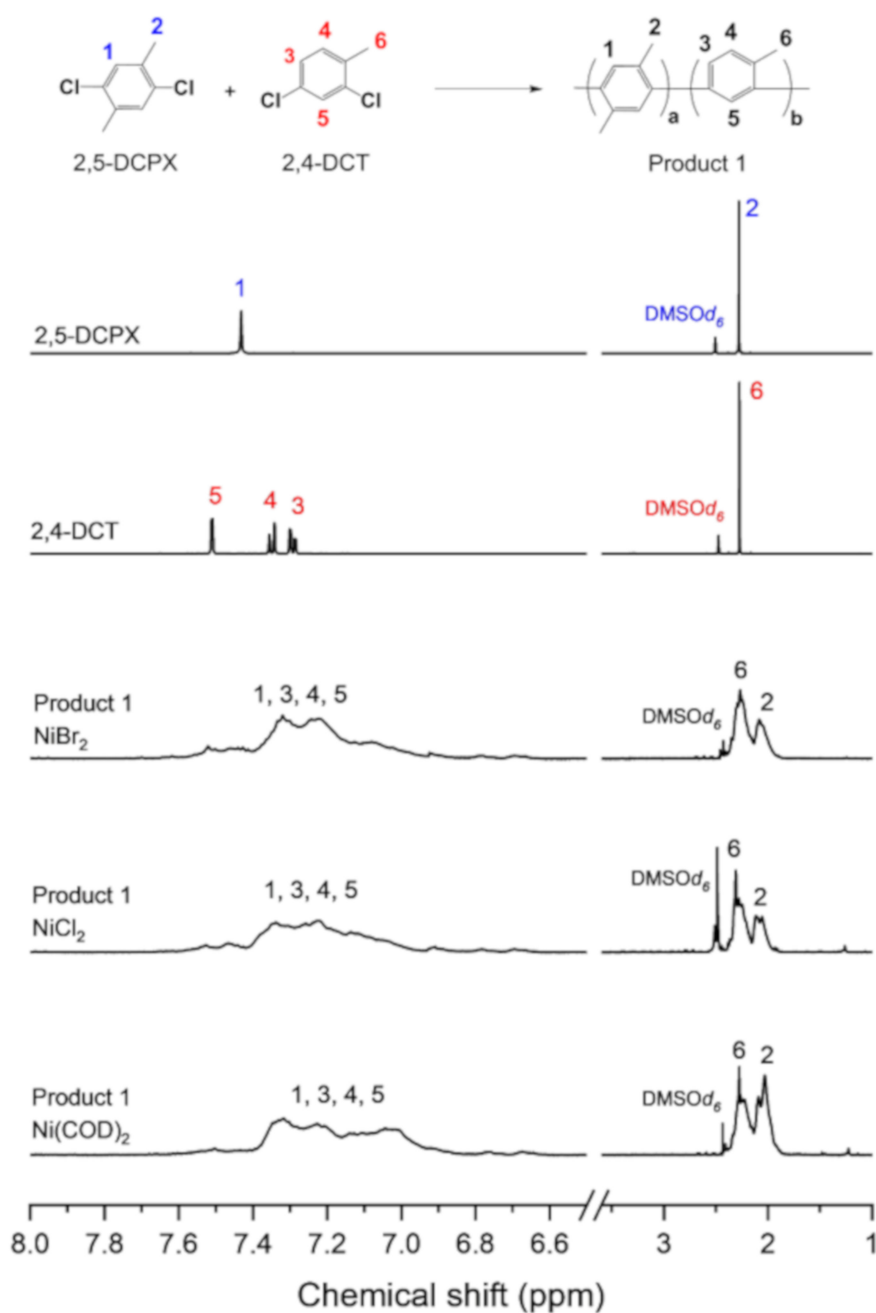 1 2 4 6 1 2 3 4 6
3
Cl Cl + Cl Cl a b
5 5
2,5-DCPX 2,4-DCT Product 1
2
1 DMSOd6
2,5-DCPX
6
5 4 3 DMSOd6
2,4-DCT
6
1, 3, 4, 5 2
Product 1 DMSOd6
NiBr2
6
DMSOd6
Product 1 1, 3, 4, 5 2
NiCl2
6 2
Product 1 1, 3, 4, 5 DMSOd6
Ni(COD)2
8.0 7.8 7.6 7.4 7.2 7.0 6.8 6.6 3 2 1
Chemical shift (ppm)